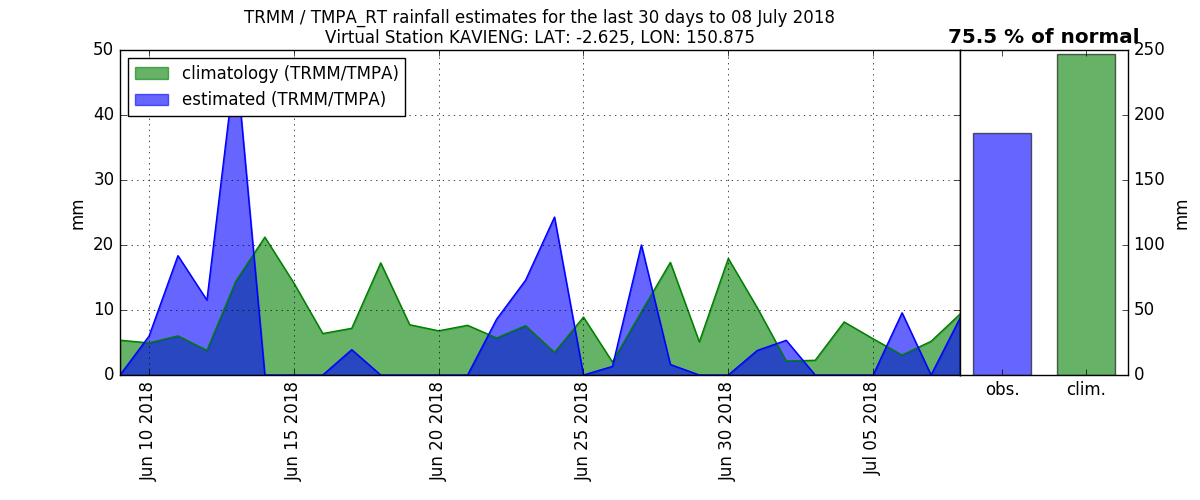 TRMM / TMPA_RT rainfall estimates for the last 30 days to 08 July 2018
Virtual Station KAVIENG: LAT: -2.625, LON: 150.875
75.5 % of normal
climatology (TRMM/TMPA)
estimated (TRMM/TMPA)
50
40
30
20
10
0
mm
250
200
150
100
50
0
mm
obs.
clim.
Jun 10 2018
Jun 15 2018
Jun 20 2018
Jun 25 2018
Jun 30 2018
Jul 05 2018